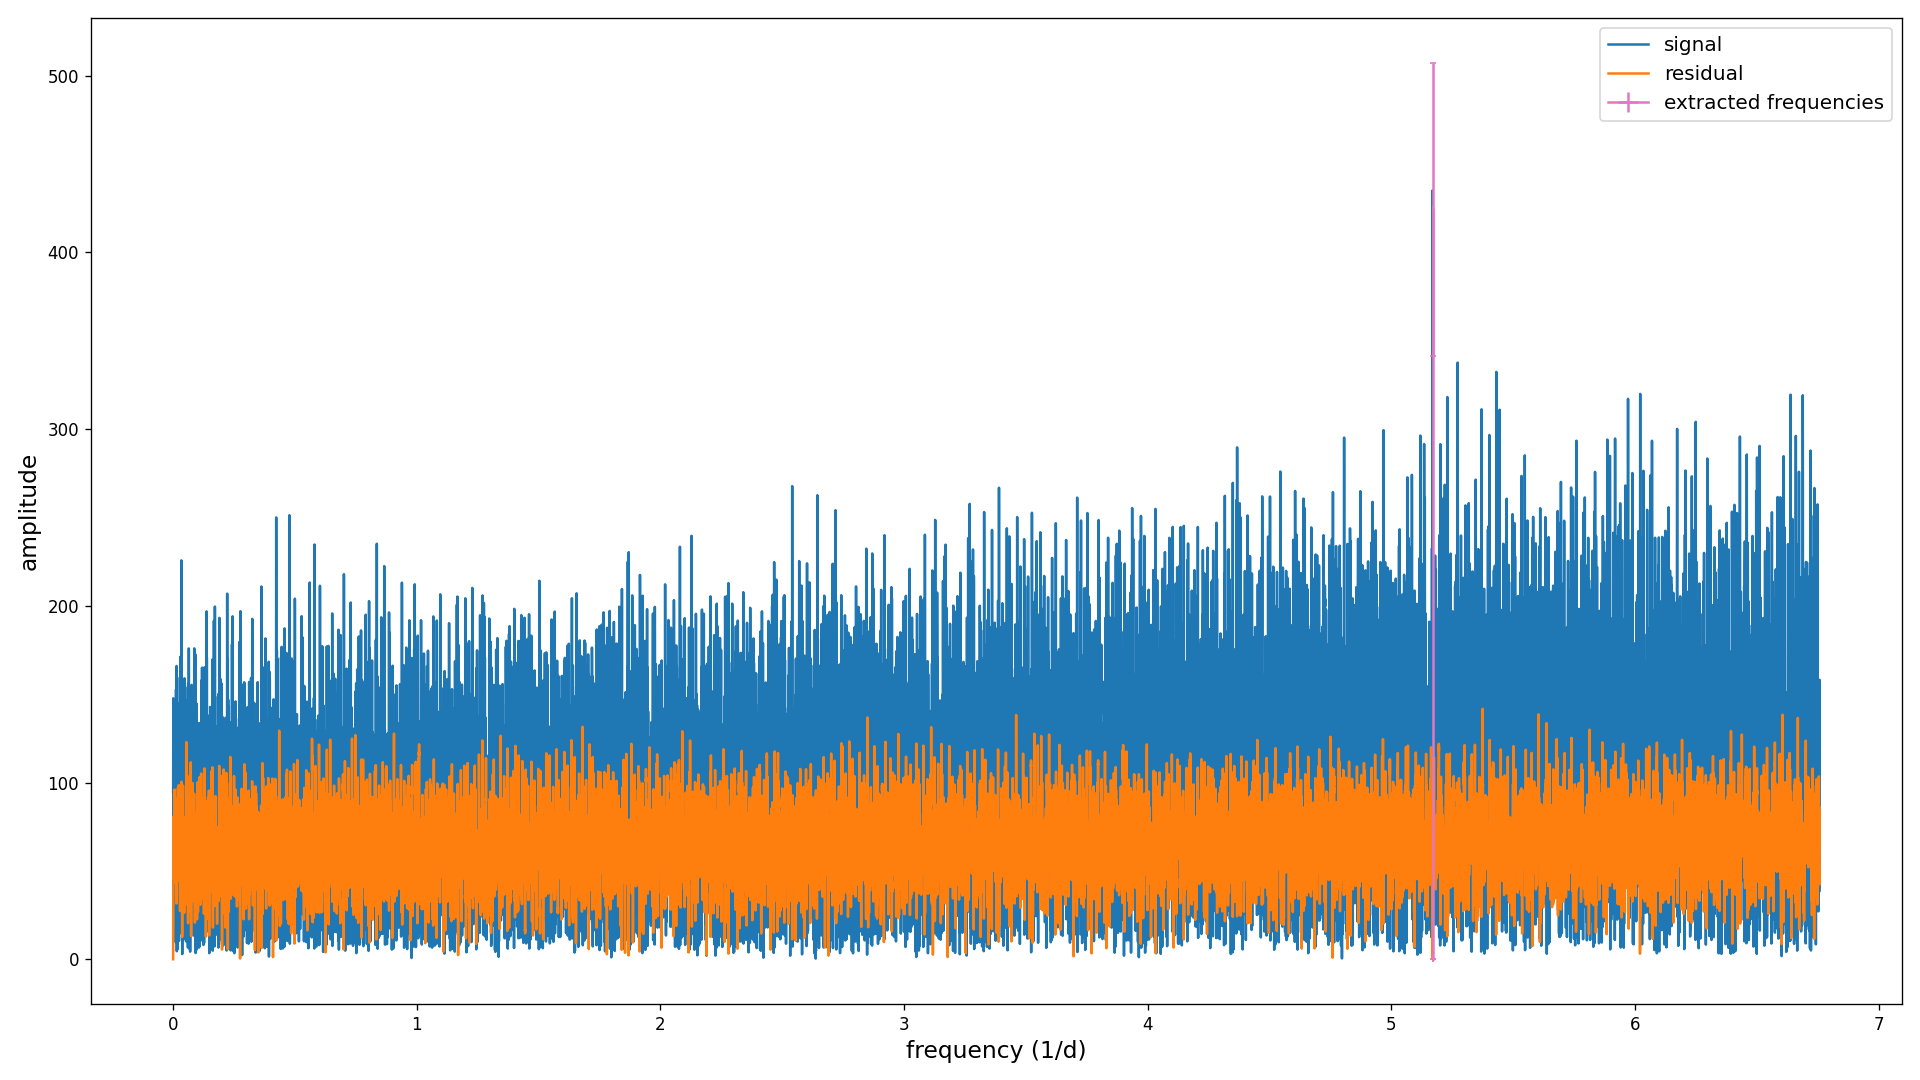 signal
residual
extracted frequencies
500
400
300
200
100
0
amplitude
0 1 2 3 4 5 6 7
frequency (1/d)